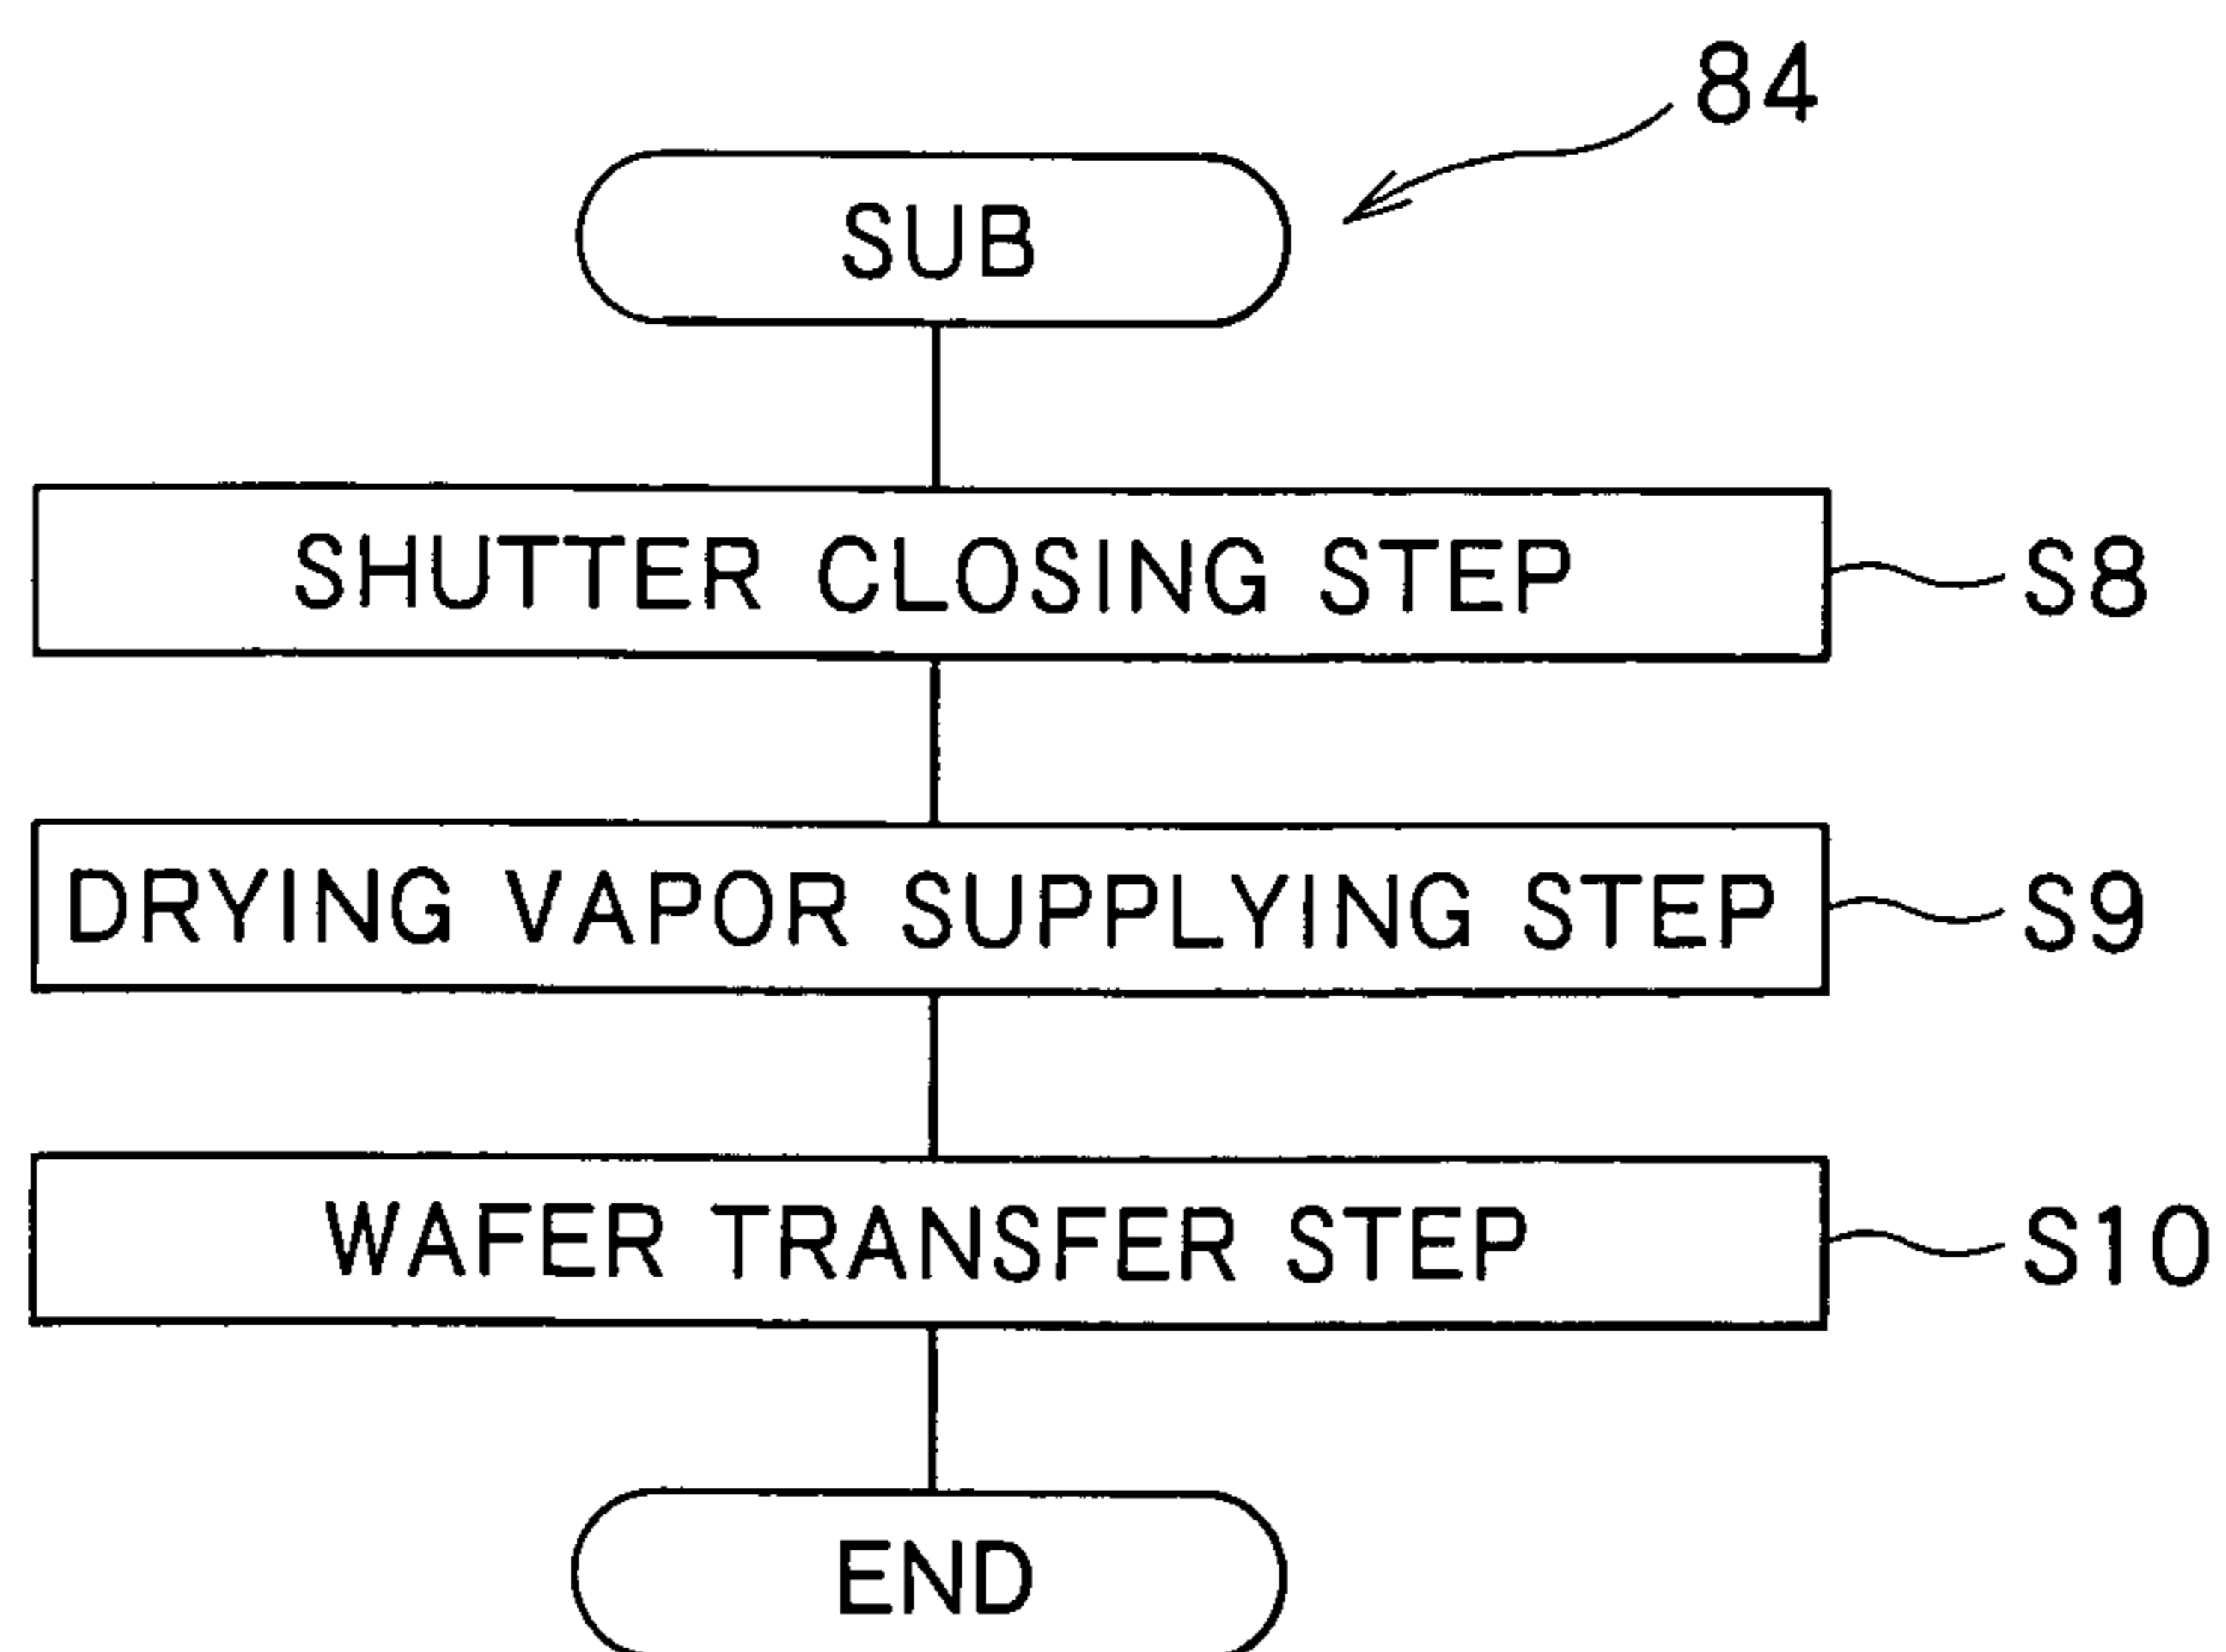 84
SUB
SHUTTER CLOSING STEP S8
DRYING VAPOR SUPPLYING STEP S9
WAFER TRANSFER STEP S10
END